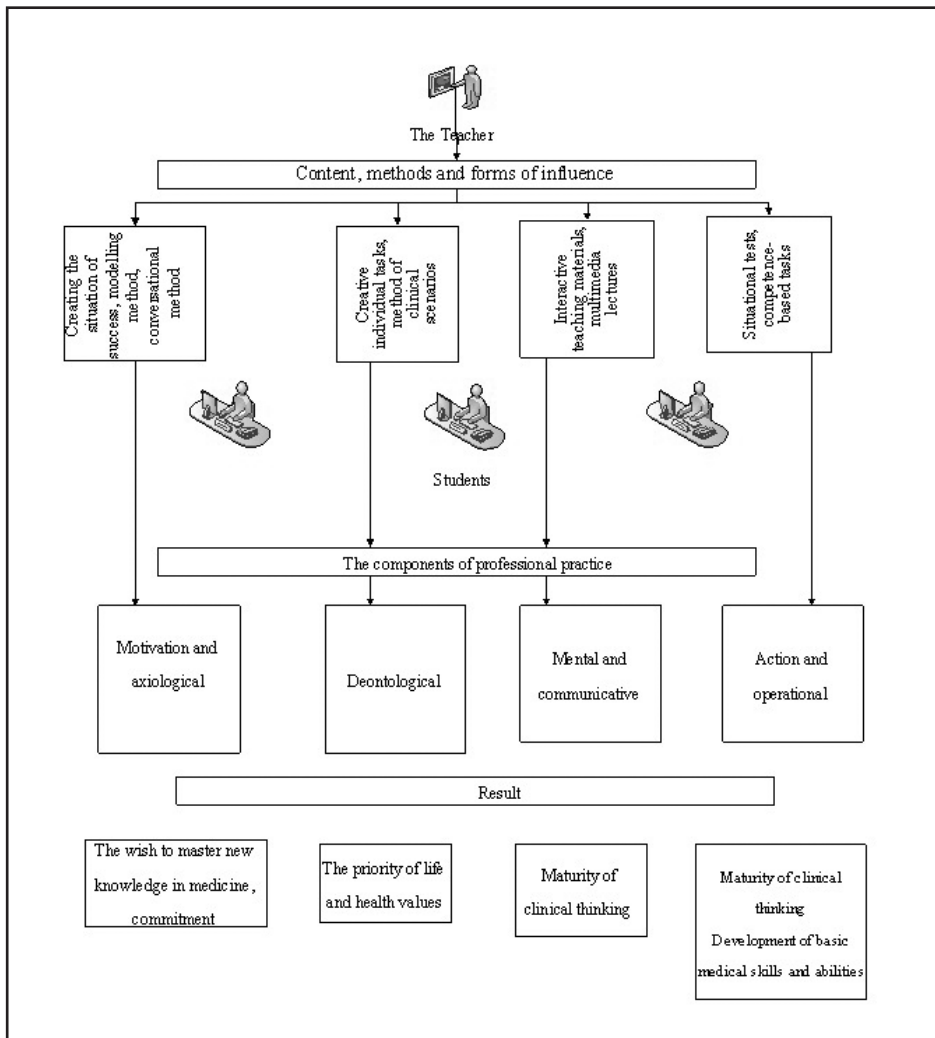 The Teacher
Content, methods and forms of influence
Creating the
situation of
success, modelling
method,
conversational
method
Creative
individual tasks,
method of
clinical
scenarios
Interactive
teaching materials,
multimedia
lectures
Situational tests,
competence-
based tasks
Students
The components of professional practice
Motivation and
axiological
Deontological
Mental and
communicative
Action and
operational
Result
The wish to master new
knowledge in medicine,
commitment
The priority of life
and health values
Maturity of
clinical thinking
Maturity of clinical
thinking
Development of basic
medical skills and abilities